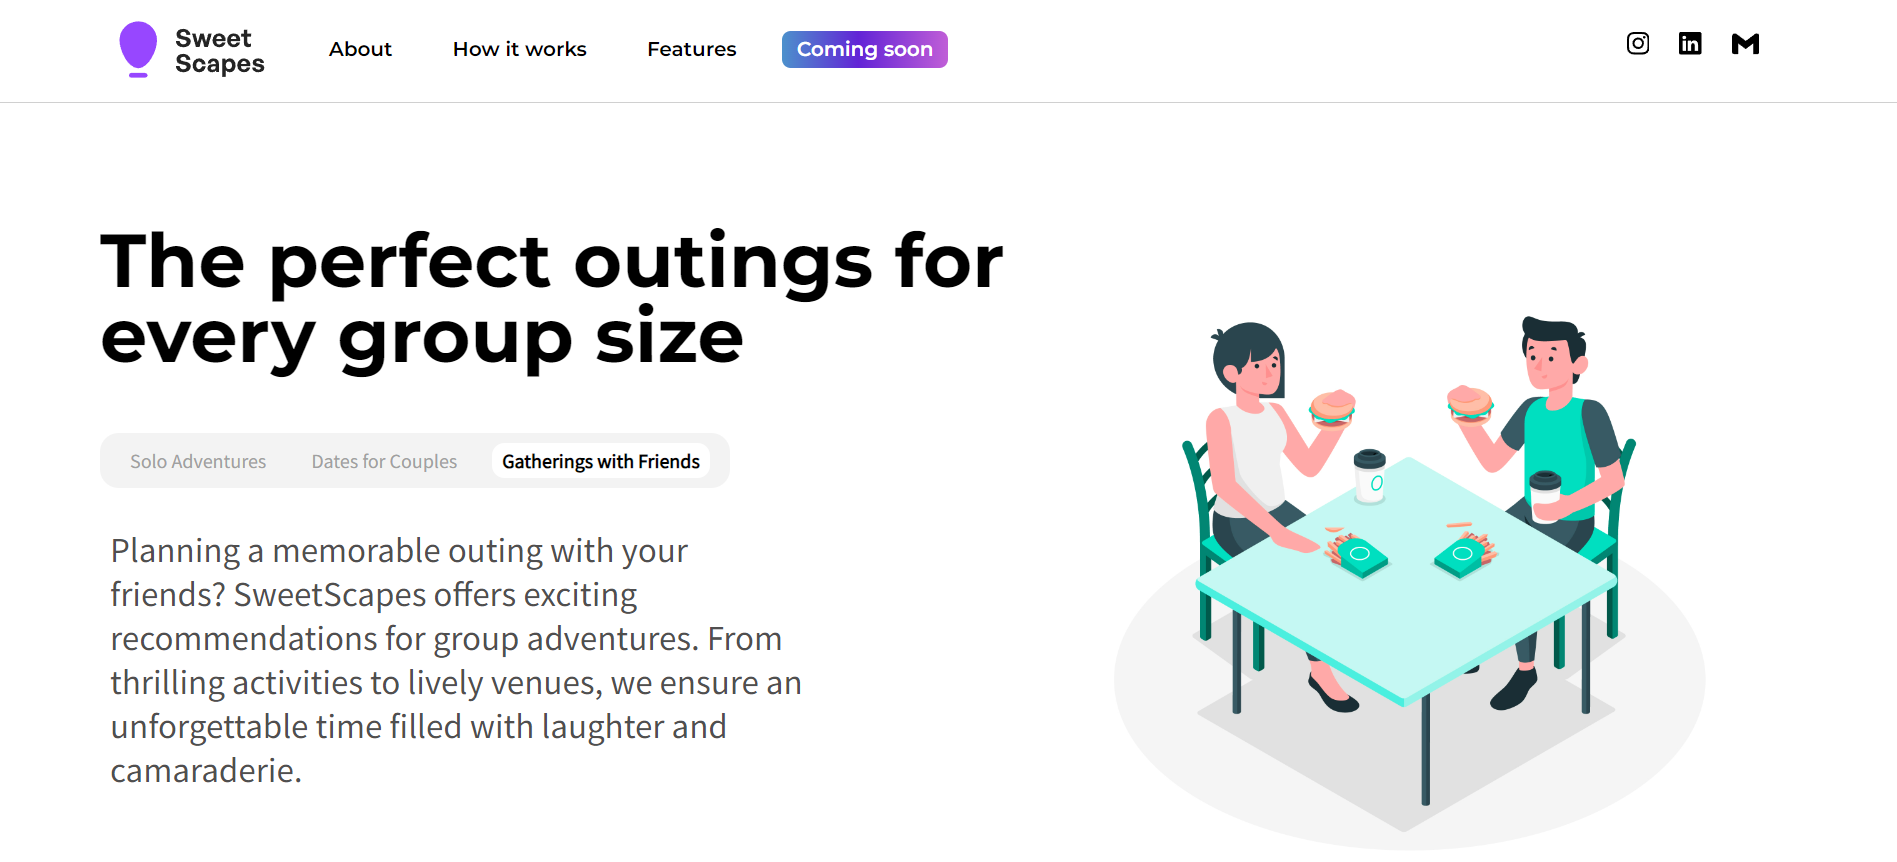 Sweet
Scapes
About
How it works
Features
Coming soon
The perfect outings for
every group size
Solo Adventures
Dates for Couples
Gatherings with Friends
Planning a memorable outing with your
friends? SweetScapes offers exciting
recommendations for group adventures. From
thrilling activities to lively venues, we ensure an
unforgettable time filled with laughter and
camaraderie.